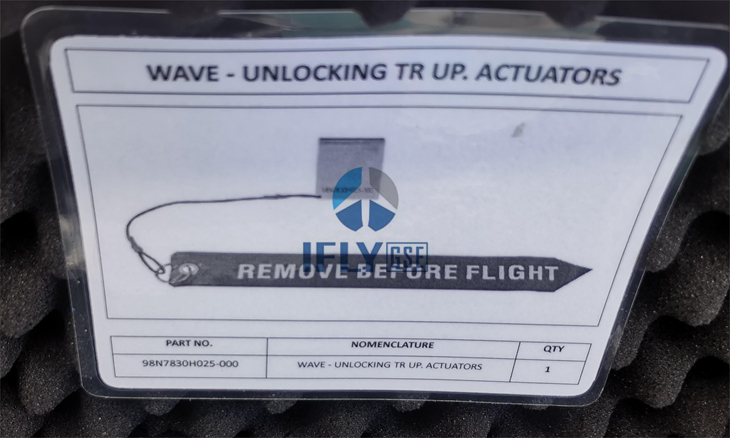 WAVE - UNLOCKING TR UP. ACTUATORS
IFLY GSE
REMOVE BEFORE FLIGHT
PART NO. NOMENCLATURE QTY
98N7830H025-000 WAVE - UNLOCKING TR UP. ACTUATORS 1